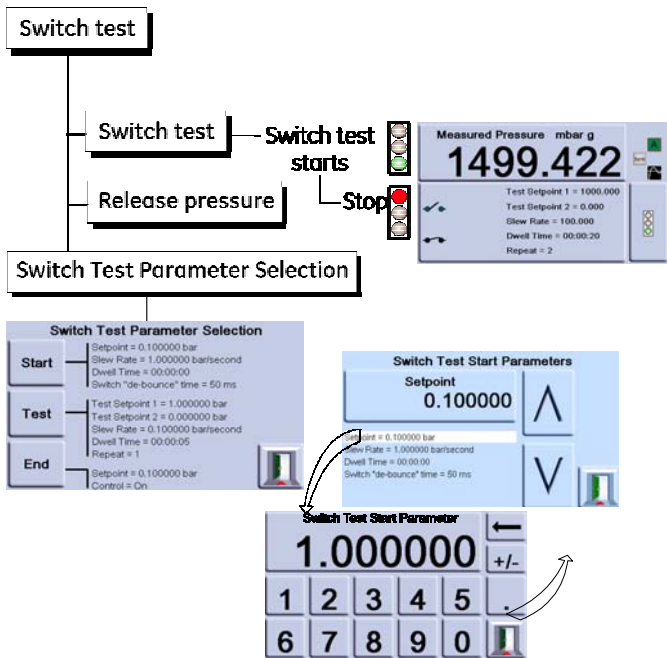 Switch test
Switch test
Switch test
starts
Release pressure
Stop
Measured Pressure mbar g
1499.422
A
Test Setpoint 1 = 1000.000
Test Setpoint 2 = 0.000
Slew Rate = 100.000
Dwell Time = 00:00:20
Repeat = 2
Switch Test Parameter Selection
Switch Test Parameter Selection
Start
Setpoint = 0.100000 bar
Slew Rate = 1.000000 bar/second
Dwell Time = 00:00:00
Switch "de-bounce" time = 50 ms
Test
Test Setpoint 1 = 1.000000 bar
Test Setpoint 2 = 0.000000 bar
Slew Rate = 0.100000 bar/second
Dwell Time = 00:00:05
Repeat = 1
End
Setpoint = 0.100000 bar
Control = On
Switch Test Start Parameters
Setpoint
0.100000
Setpoint = 0.100000 bar
Slew Rate = 1.000000 bar/second
Dwell Time = 00:00:00
Switch "de-bounce" time = 50 ms
Switch Test Start Parameter
1.000000
+/-
1 2 3 4 5 .
6 7 8 9 0